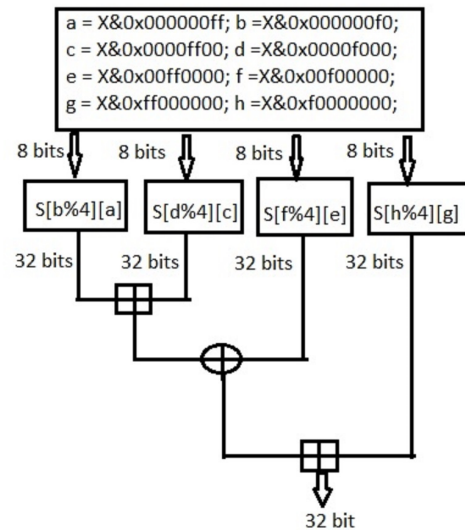 a = X&0x000000ff; b =X&0x000000f0;
c = X&0x0000ff00; d =X&0x0000f000;
e = X&0x00ff0000; f =X&0x00f00000;
g = X&0xff000000; h =X&0xf0000000;
8 bits 8 bits 8 bits 8 bits
S[b%4][a] S[d%4][c] S[f%4][e] S[h%4][g]
32 bits 32 bits 32 bits 32 bits
32 bit